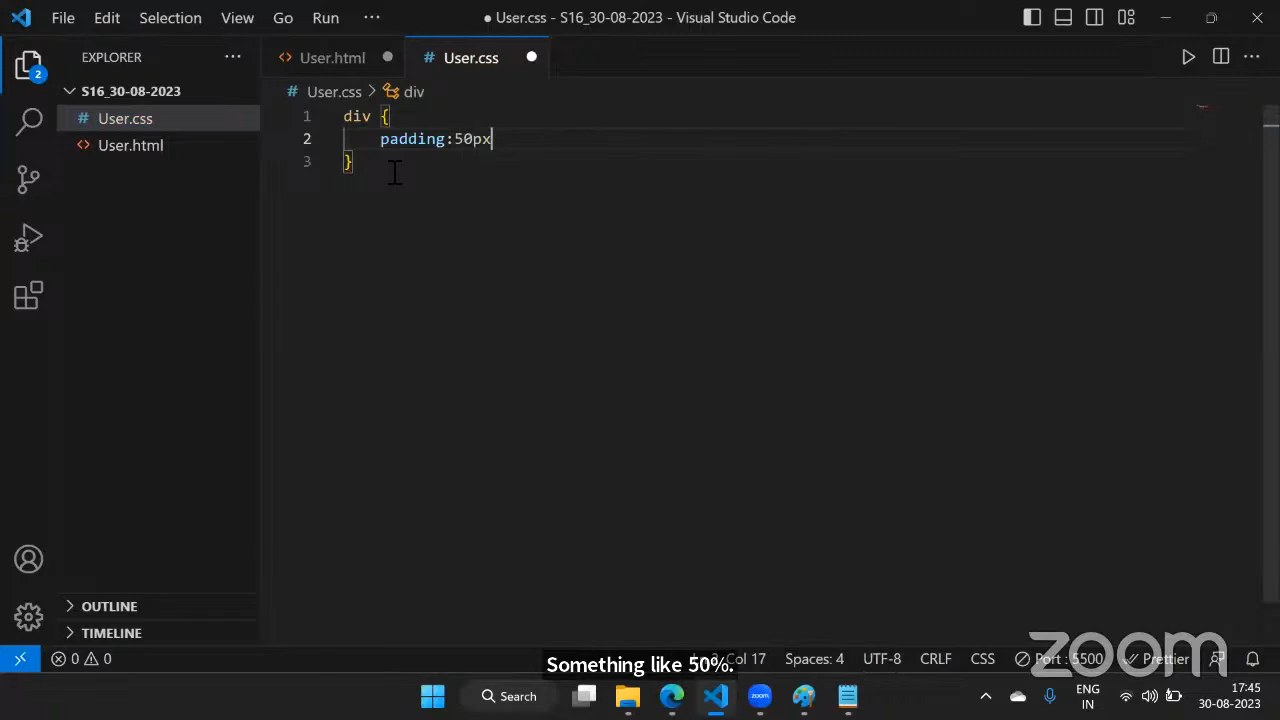 File Edit Selection View Go Run ··· ● User.css - S16_30-08-2023 - Visual Studio Code
EXPLORER ···
User.html
# User.css
S16_30-08-2023
# User.css > div
# User.css
User.html
1 div {
2 padding:50px
3 }
2
OUTLINE
TIMELINE
0 0
Col 17 Spaces: 4 UTF-8 CRLF CSS Port : 5500 Prettier
Something like 50%.
zoom
Search
zoom
ENG
IN
17:45
30-08-2023